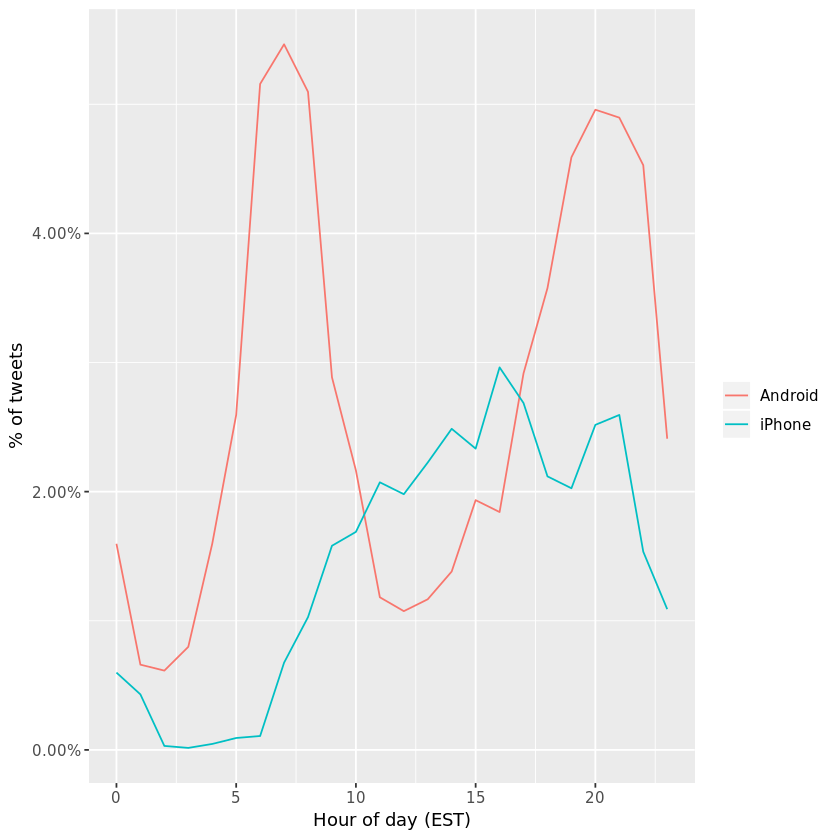 % of tweets
4.00%
2.00%
0.00%
0 5 10 15 20
Hour of day (EST)
Android
iPhone